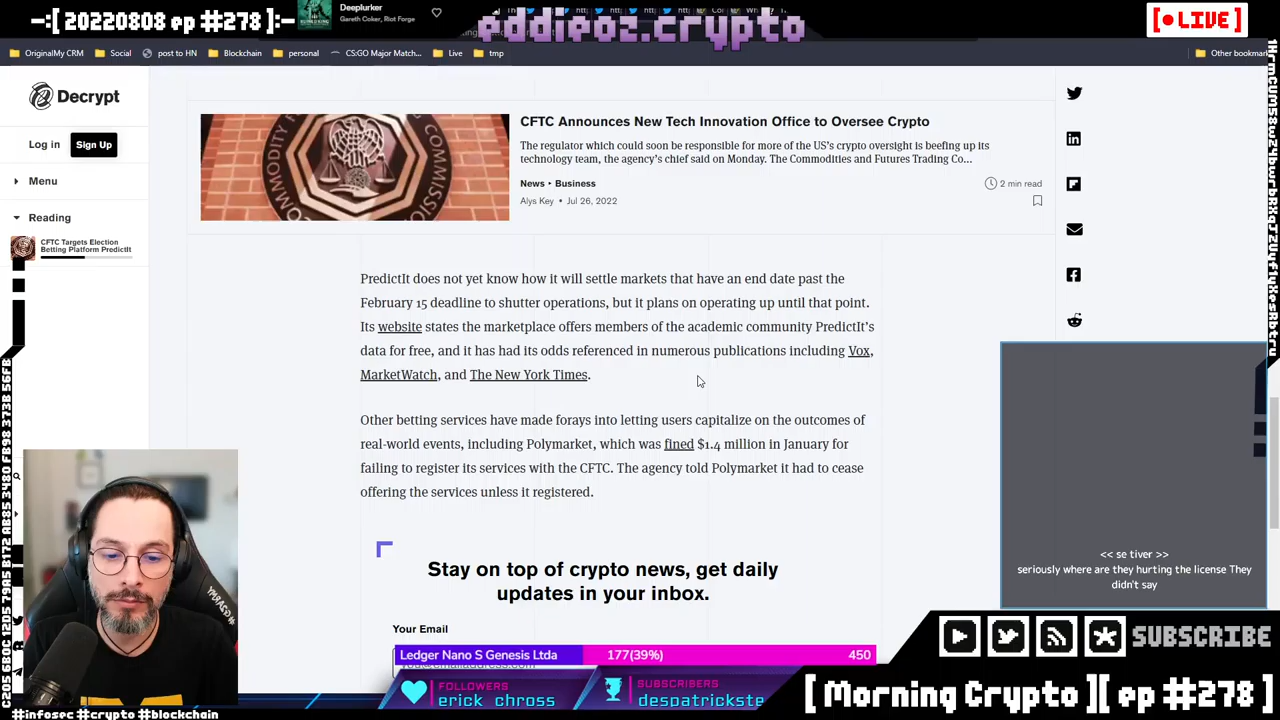 -:[ 20220808 ep #278 ]:-
Deeplurker
Gareth Coker, Riot Forge
eddieoz.crypto
[● LIVE]
OriginalMy CRM
Social
post to HN
Blockchain
personal
CS:GO Major Match...
Live
tmp
Other bookmar
Decrypt
Log in
Sign Up
Menu
Reading
CFTC Targets Election
Betting Platform PredictIt
CFTC Announces New Tech Innovation Office to Oversee Crypto
The regulator which could soon be responsible for more of the US's crypto oversight is beefing up its
technology team, the agency's chief said on Monday. The Commodities and Futures Trading Co...
News • Business
2 min read
Alys Key • Jul 26, 2022
PredictIt does not yet know how it will settle markets that have an end date past the
February 15 deadline to shutter operations, but it plans on operating up until that point.
Its website states the marketplace offers members of the academic community PredictIt's
data for free, and it has had its odds referenced in numerous publications including Vox,
MarketWatch, and The New York Times.
Other betting services have made forays into letting users capitalize on the outcomes of
real-world events, including Polymarket, which was fined $1.4 million in January for
failing to register its services with the CFTC. The agency told Polymarket it had to cease
offering the services unless it registered.
Stay on top of crypto news, get daily
updates in your inbox.
Your Email
<< se tiver >>
seriously where are they hurting the license They
didn't say
Ledger Nano S Genesis Ltda
177(39%)
450
FOLLOWERS
erick_chross
SUBSCRIBERS
despatrickste
SUBSCRIBE
[ Morning Crypto ][ ep #278 ]
#infosec #crypto #blockchain